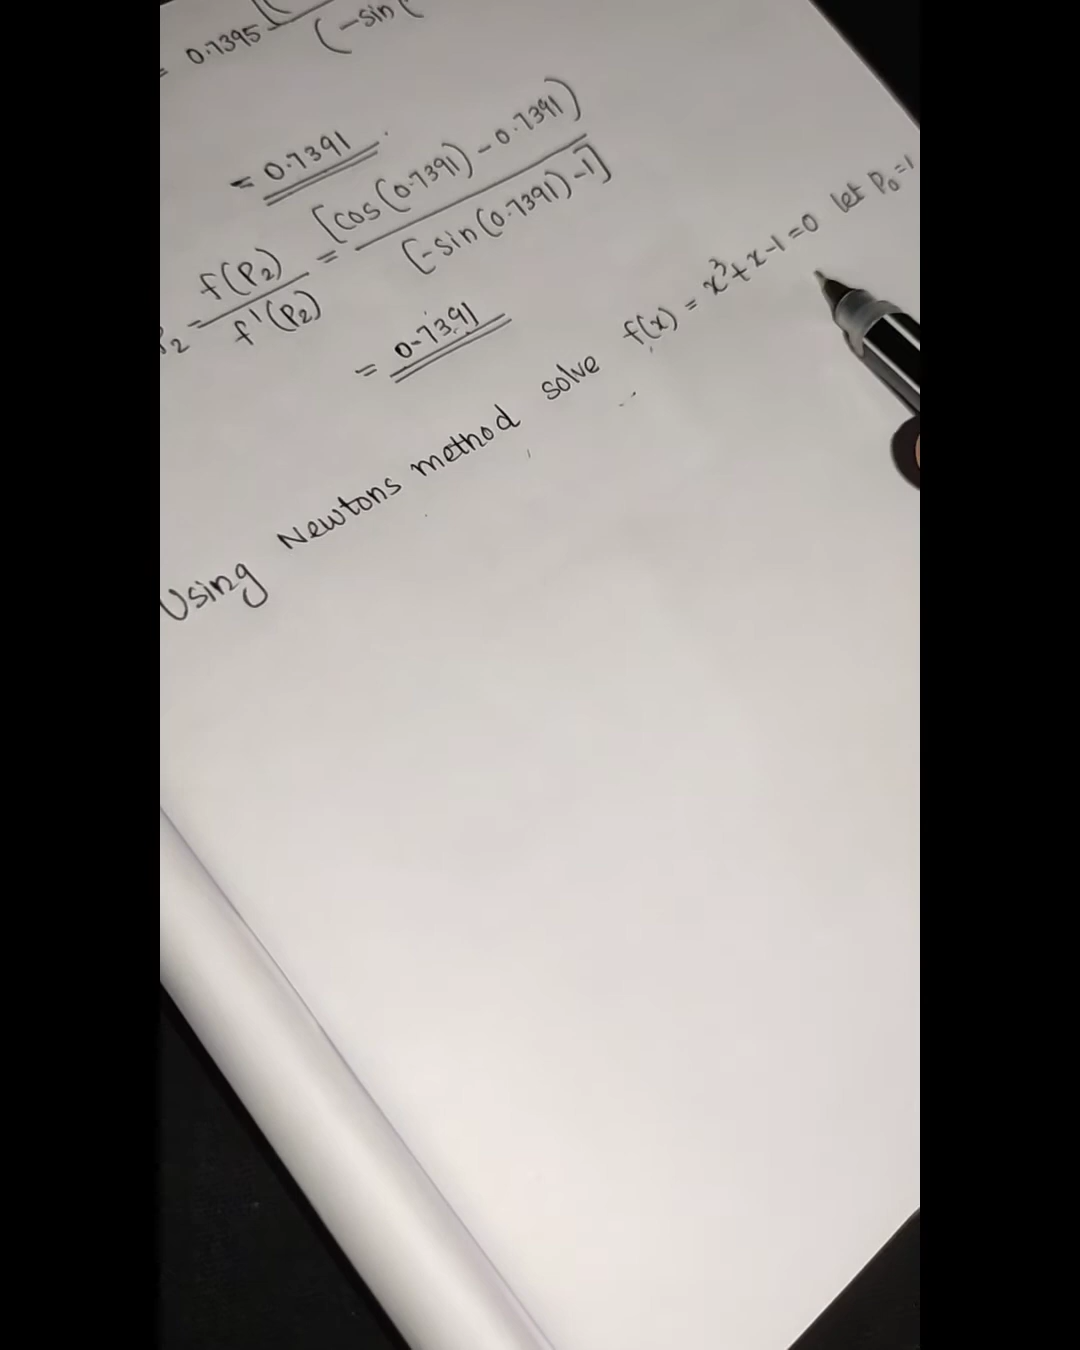 = 0.7395 (-sin(
= 0.7391
P2 - f(P2)/f'(P2) = [cos(0.7391) - 0.7391)/[-sin(0.7391)-1]
= 0.7391
Using Newtons method solve f(x) = x³+x-1=0 let P0=1